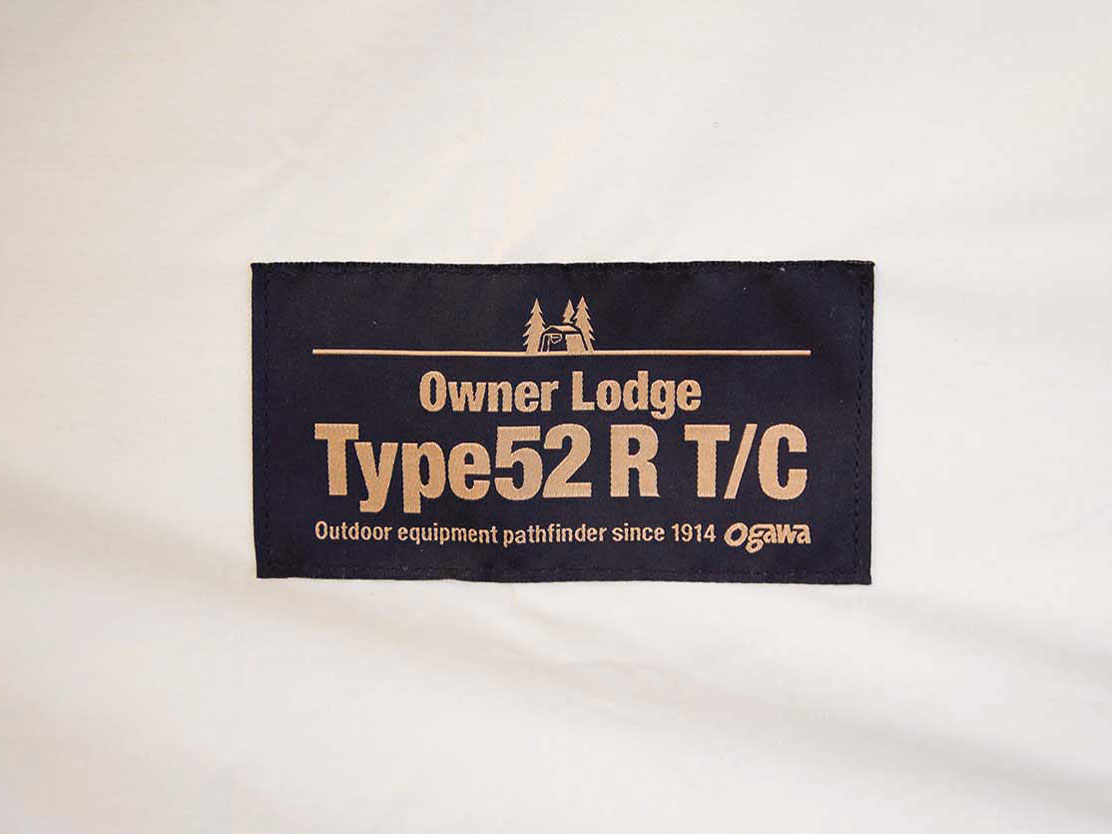 Owner Lodge
Type52 R T/C
Outdoor equipment pathfinder since 1914 Ogawa